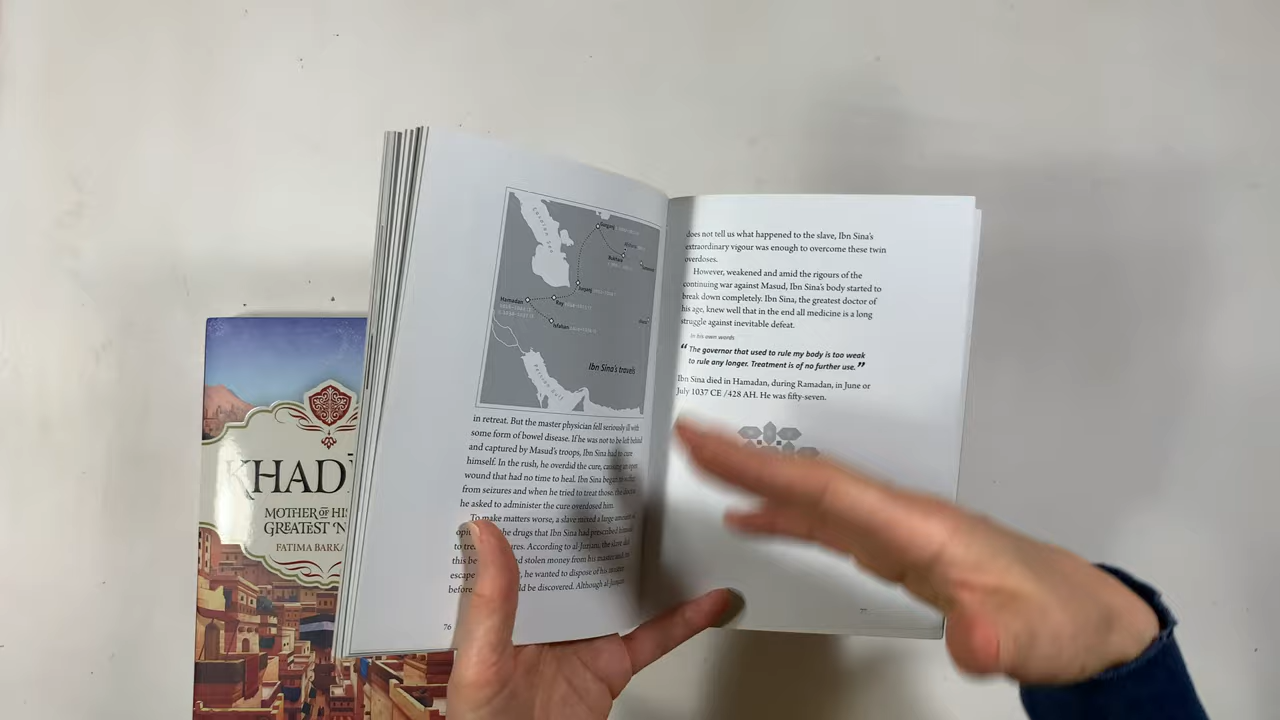 Ibn Sina's travels
Hamadan
Ray
Isfahan
Bukhara
in retreat. But the master physician fell seriously ill with
some form of bowel disease. If he was not to be left behind
and captured by Masud's troops, Ibn Sina had to cure
himself. In the rush, he overdid the cure, causing an open
wound that had no time to heal. Ibn Sina began to suffer
from seizures and when he tried to treat those, the doctor
he asked to administer the cure overdosed him.
To make matters worse, a slave mixed a large amount of
the drugs that Ibn Sina had prescribed himself
to According to al-Juzjani, the slave did
this stolen money from his master and to
escape he wanted to dispose of his master
before be discovered. Although al-Juzjani
76
does not tell us what happened to the slave, Ibn Sina's
extraordinary vigour was enough to overcome these twin
overdoses.
However, weakened and amid the rigours of the
continuing war against Masud, Ibn Sina's body started to
break down completely. Ibn Sina, the greatest doctor of
his age, knew well that in the end all medicine is a long
struggle against inevitable defeat.
In his own words
“ The governor that used to rule my body is too weak
to rule any longer. Treatment is of no further use. ”
Ibn Sina died in Hamadan, during Ramadan, in June or
July 1037 CE /428 AH. He was fifty-seven.
KHAD
MOTHER OF HIS
GREATEST N
FATIMA BARKA